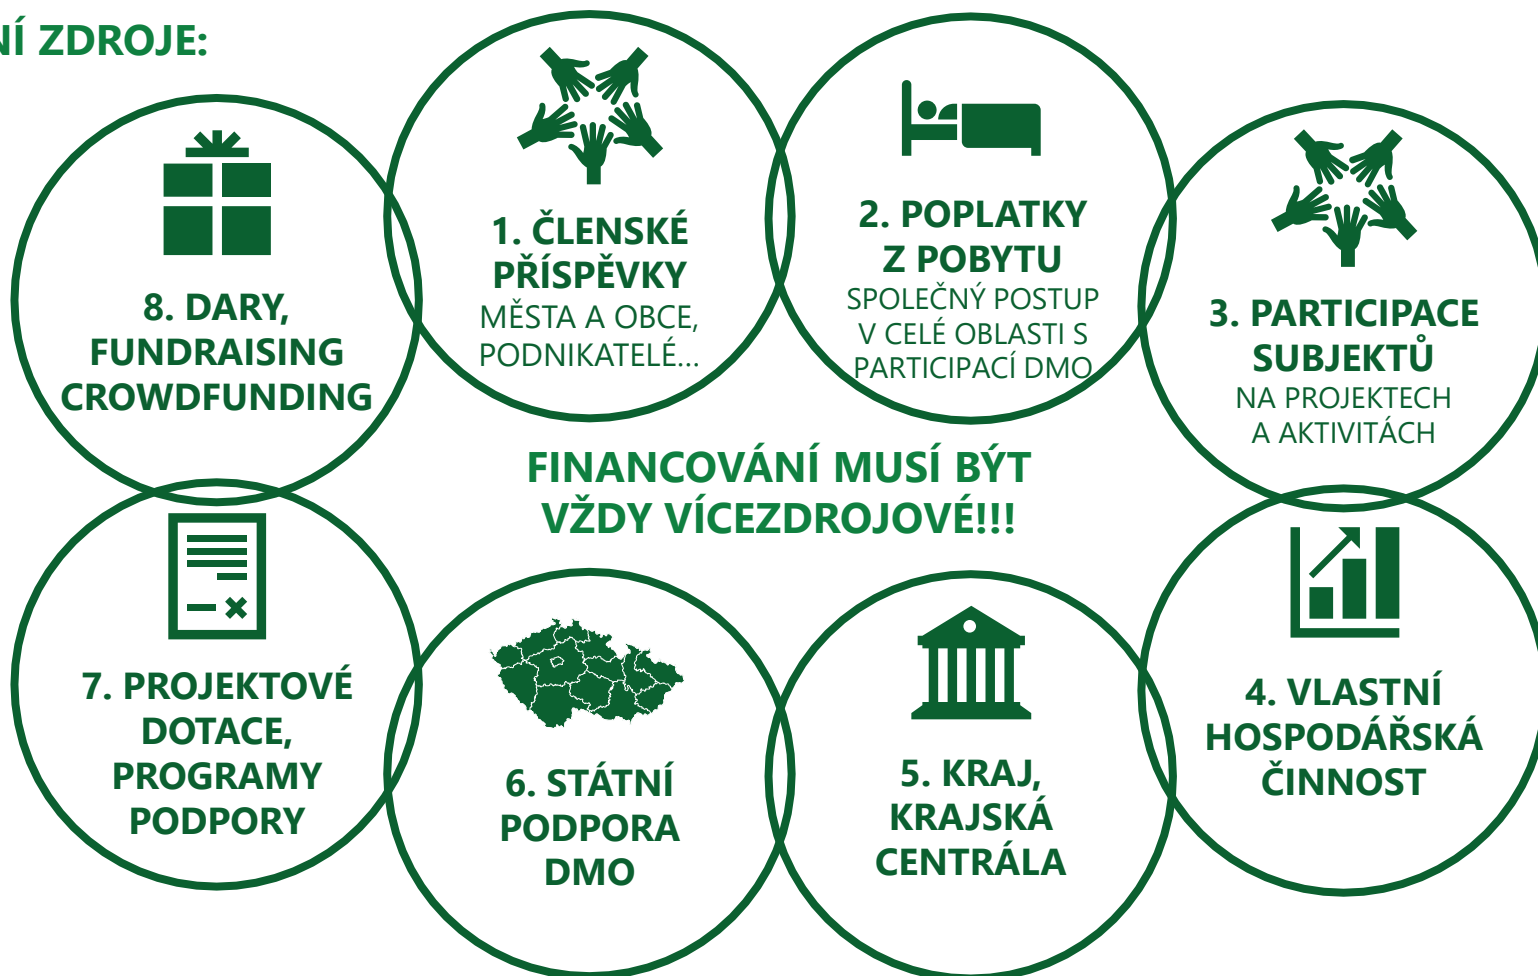 NÍ ZDROJE:
1. ČLENSKÉ
PŘÍSPĚVKY
MĚSTA A OBCE,
PODNIKATELÉ...
2. POPLATKY
Z POBYTU
SPOLEČNÝ POSTUP
V CELÉ OBLASTI S
PARTICIPACÍ DMO
3. PARTICIPACE
SUBJEKTŮ
NA PROJEKTECH
A AKTIVITÁCH
4. VLASTNÍ
HOSPODÁŘSKÁ
ČINNOST
5. KRAJ,
KRAJSKÁ
CENTRÁLA
6. STÁTNÍ
PODPORA
DMO
7. PROJEKTOVÉ
DOTACE,
PROGRAMY
PODPORY
8. DARY,
FUNDRAISING
CROWDFUNDING
FINANCOVÁNÍ MUSÍ BÝT
VŽDY VÍCEZDROJOVÉ!!!